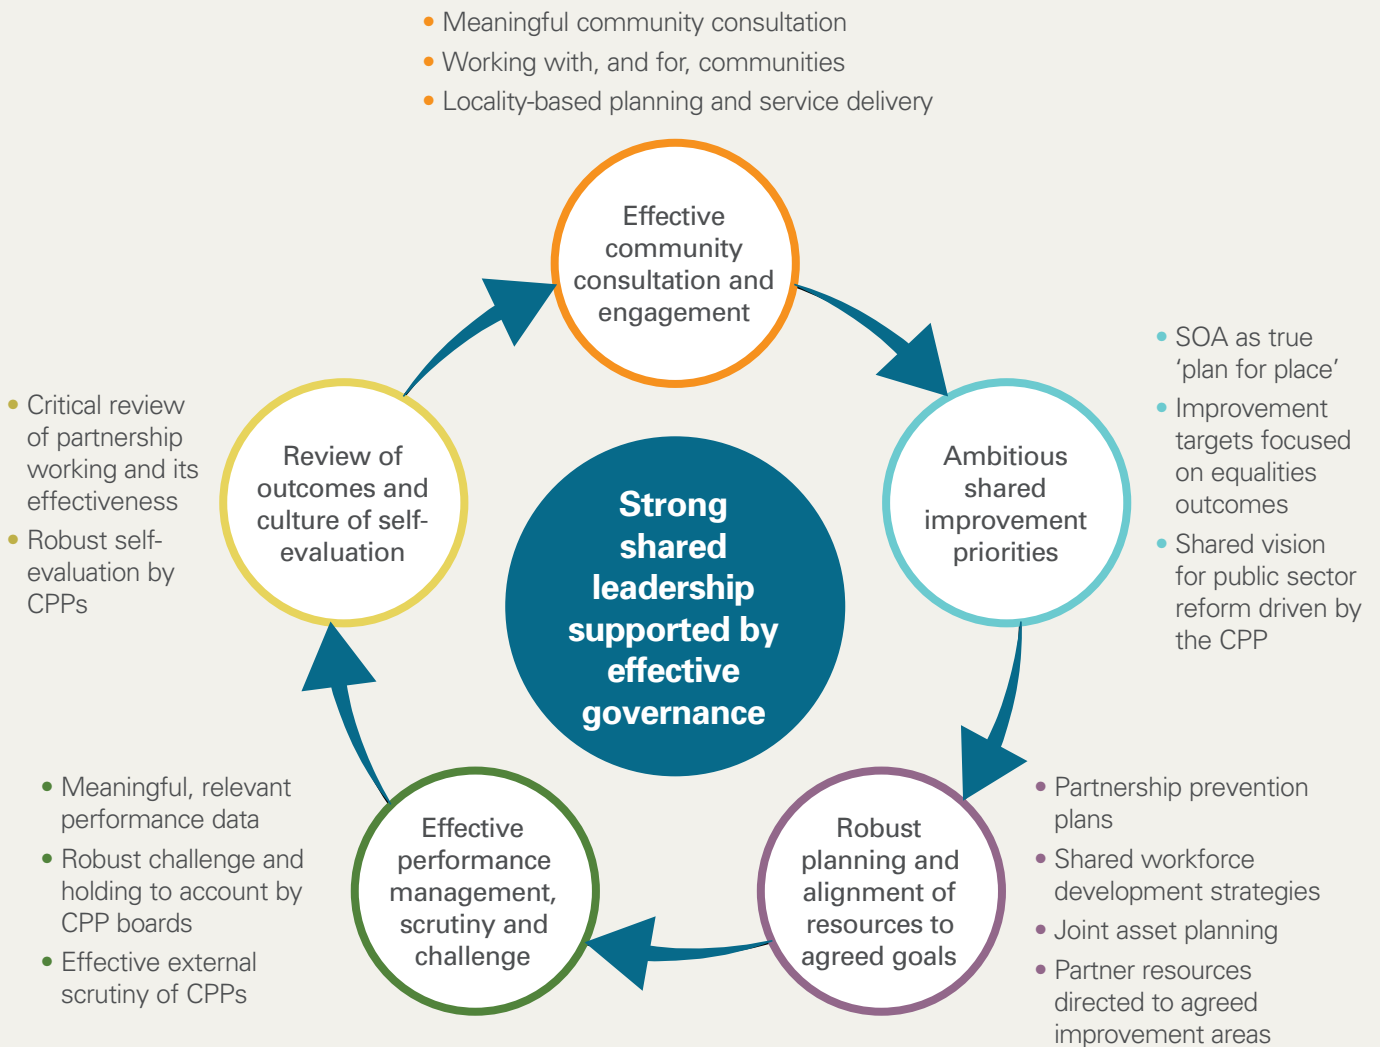 • Meaningful community consultation
• Working with, and for, communities
• Locality-based planning and service delivery
Effective
community
consultation and
engagement
• SOA as true
‘plan for place’
• Improvement
targets focused
on equalities
outcomes
• Shared vision
for public sector
reform driven by
the CPP
Ambitious
shared
improvement
priorities
• Partnership prevention
plans
• Shared workforce
development strategies
• Joint asset planning
• Partner resources
directed to agreed
improvement areas
Robust
planning and
alignment of
resources to
agreed goals
Effective
performance
management,
scrutiny and
challenge
• Meaningful, relevant
performance data
• Robust challenge and
holding to account by
CPP boards
• Effective external
scrutiny of CPPs
Review of
outcomes and
culture of self-
evaluation
• Critical review
of partnership
working and its
effectiveness
• Robust self-
evaluation by
CPPs
Strong
shared
leadership
supported by
effective
governance